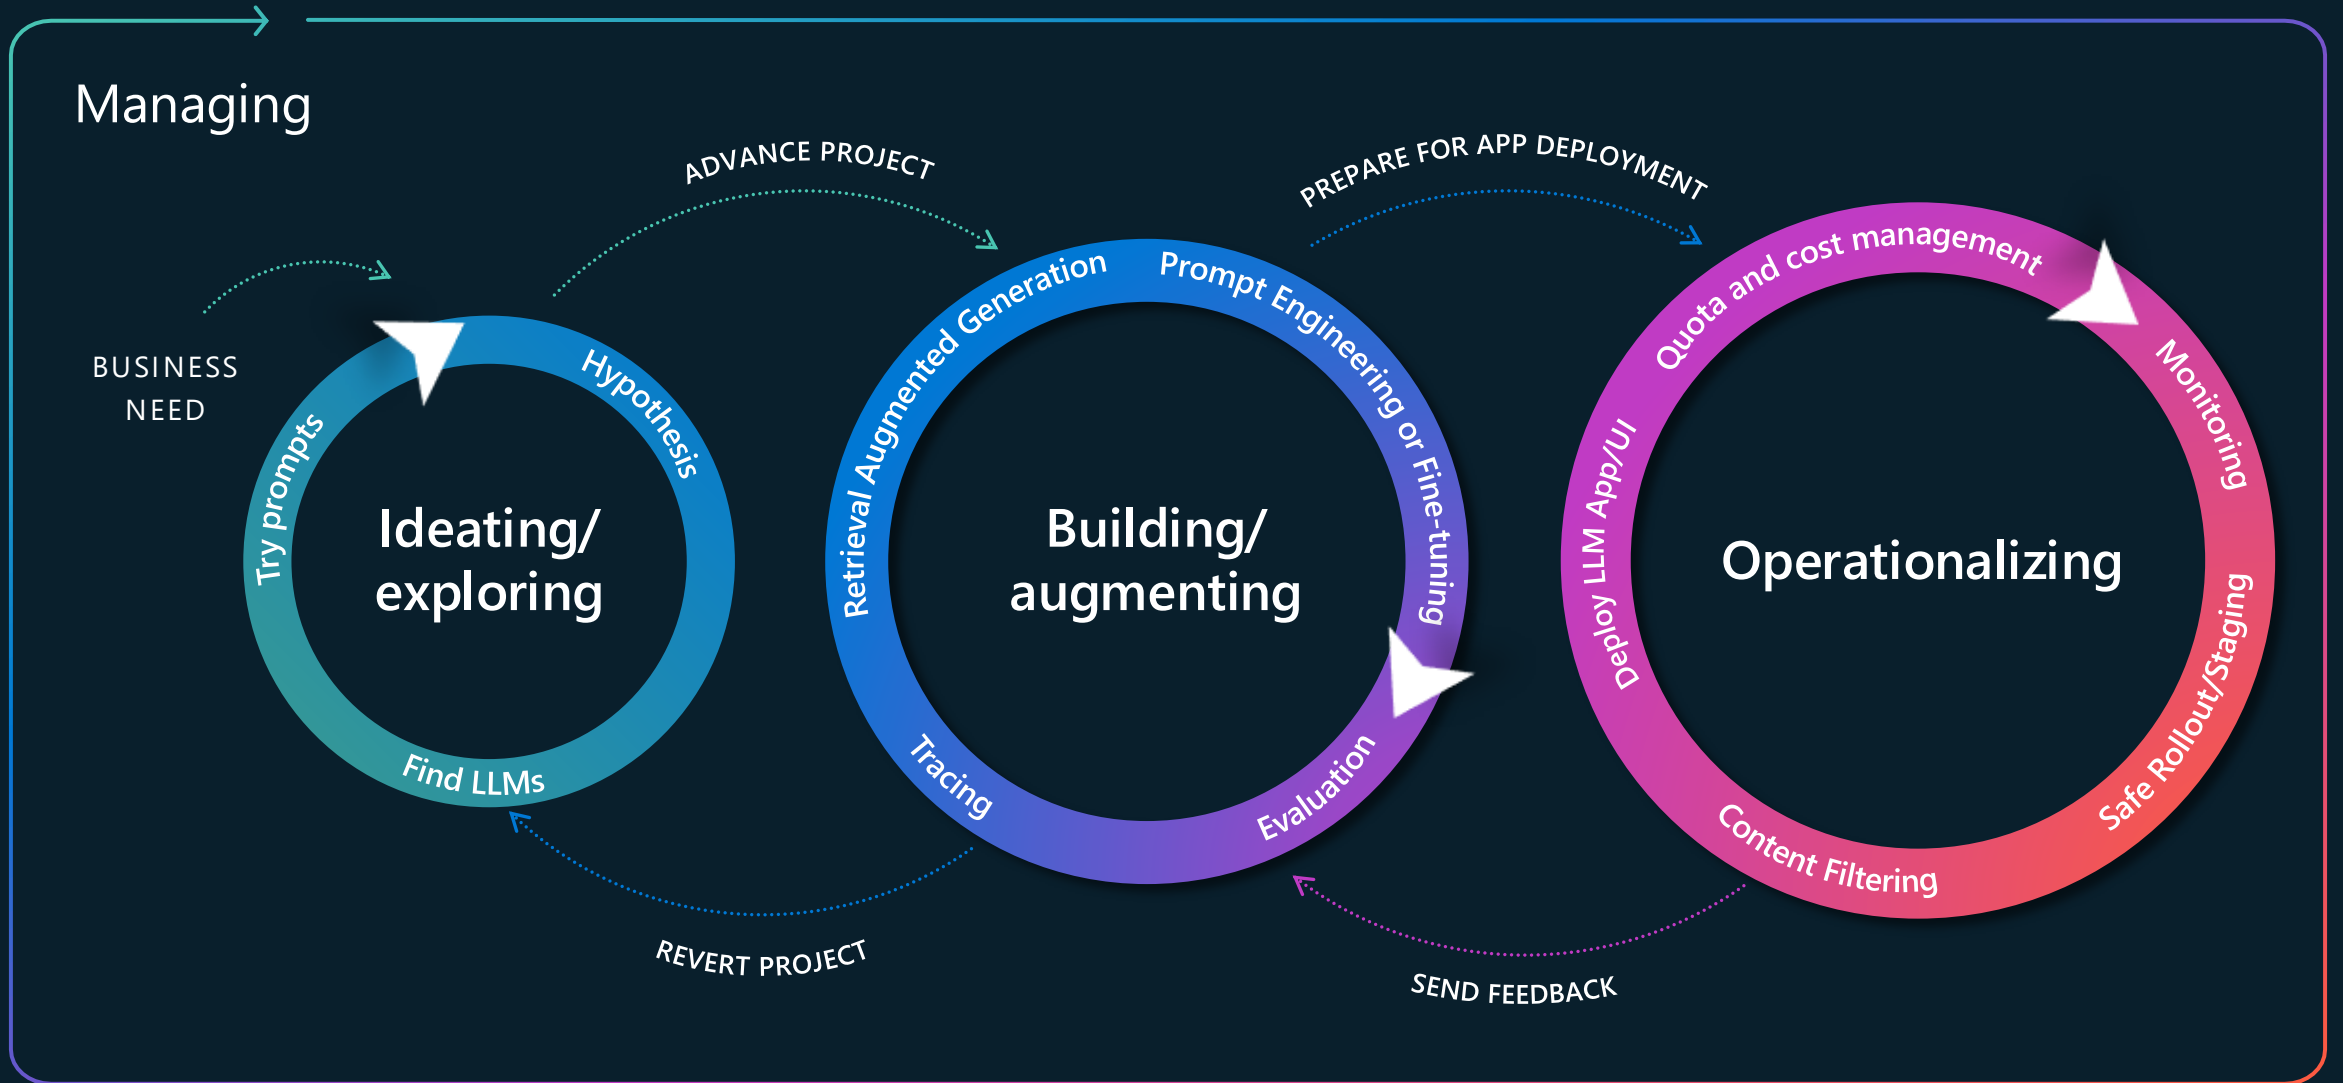 Managing
BUSINESS
NEED
ADVANCE PROJECT
PREPARE FOR APP DEPLOYMENT
Try prompts
Hypothesis
Find LLMs
Ideating/
exploring
Retrieval Augmented Generation
Prompt Engineering or Fine-tuning
Evaluation
Tracing
Building/
augmenting
Quota and cost management
Monitoring
Safe Rollout/Staging
Content Filtering
Deploy LLM App/UI
Operationalizing
REVERT PROJECT
SEND FEEDBACK